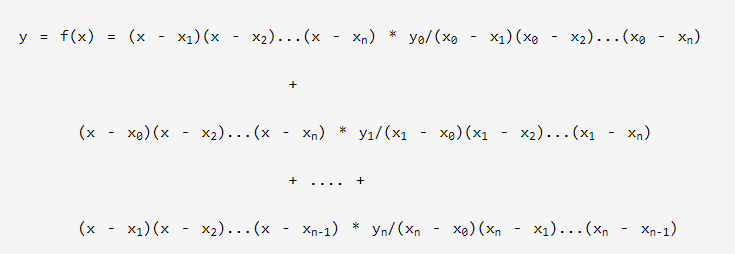 y = f(x) = (x - x₁)(x - x₂)...(x - xₙ) * y₀/(x₀ - x₁)(x₀ - x₂)...(x₀ - xₙ)
+
(x - x₀)(x - x₂)...(x - xₙ) * y₁/(x₁ - x₀)(x₁ - x₂)...(x₁ - xₙ)
+ .... +
(x - x₁)(x - x₂)...(x - xₙ₋₁) * yₙ/(xₙ - x₀)(xₙ - x₁)...(xₙ - xₙ₋₁)